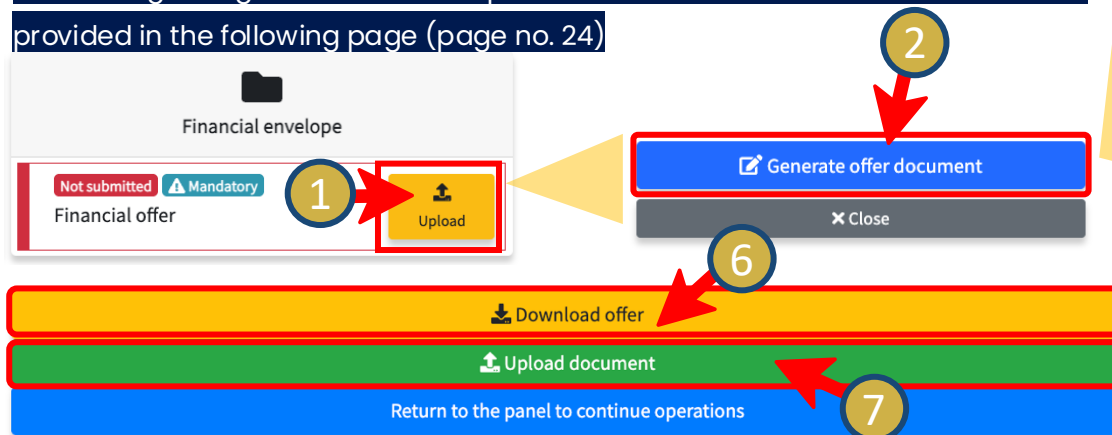 provided in the following page (page no. 24)
2
Financial envelope
Generate offer document
Not submitted Mandatory
1
Financial offer
Upload
Close
6
Download offer
Upload document
Return to the panel to continue operations
7